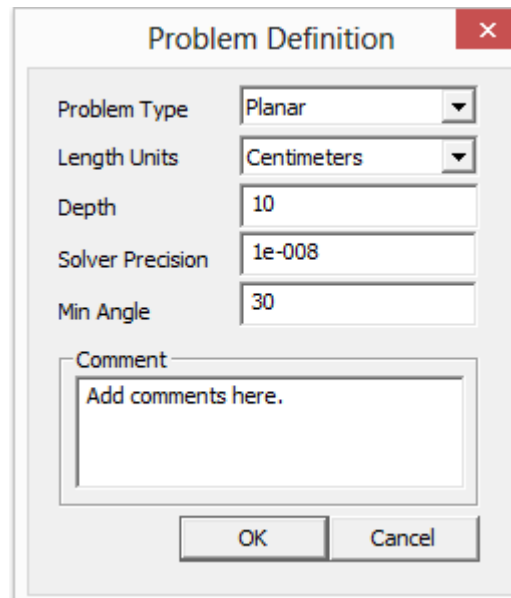 Problem Definition
Problem Type Planar
Length Units Centimeters
Depth 10
Solver Precision 1e-008
Min Angle 30
Comment
Add comments here.
OK Cancel